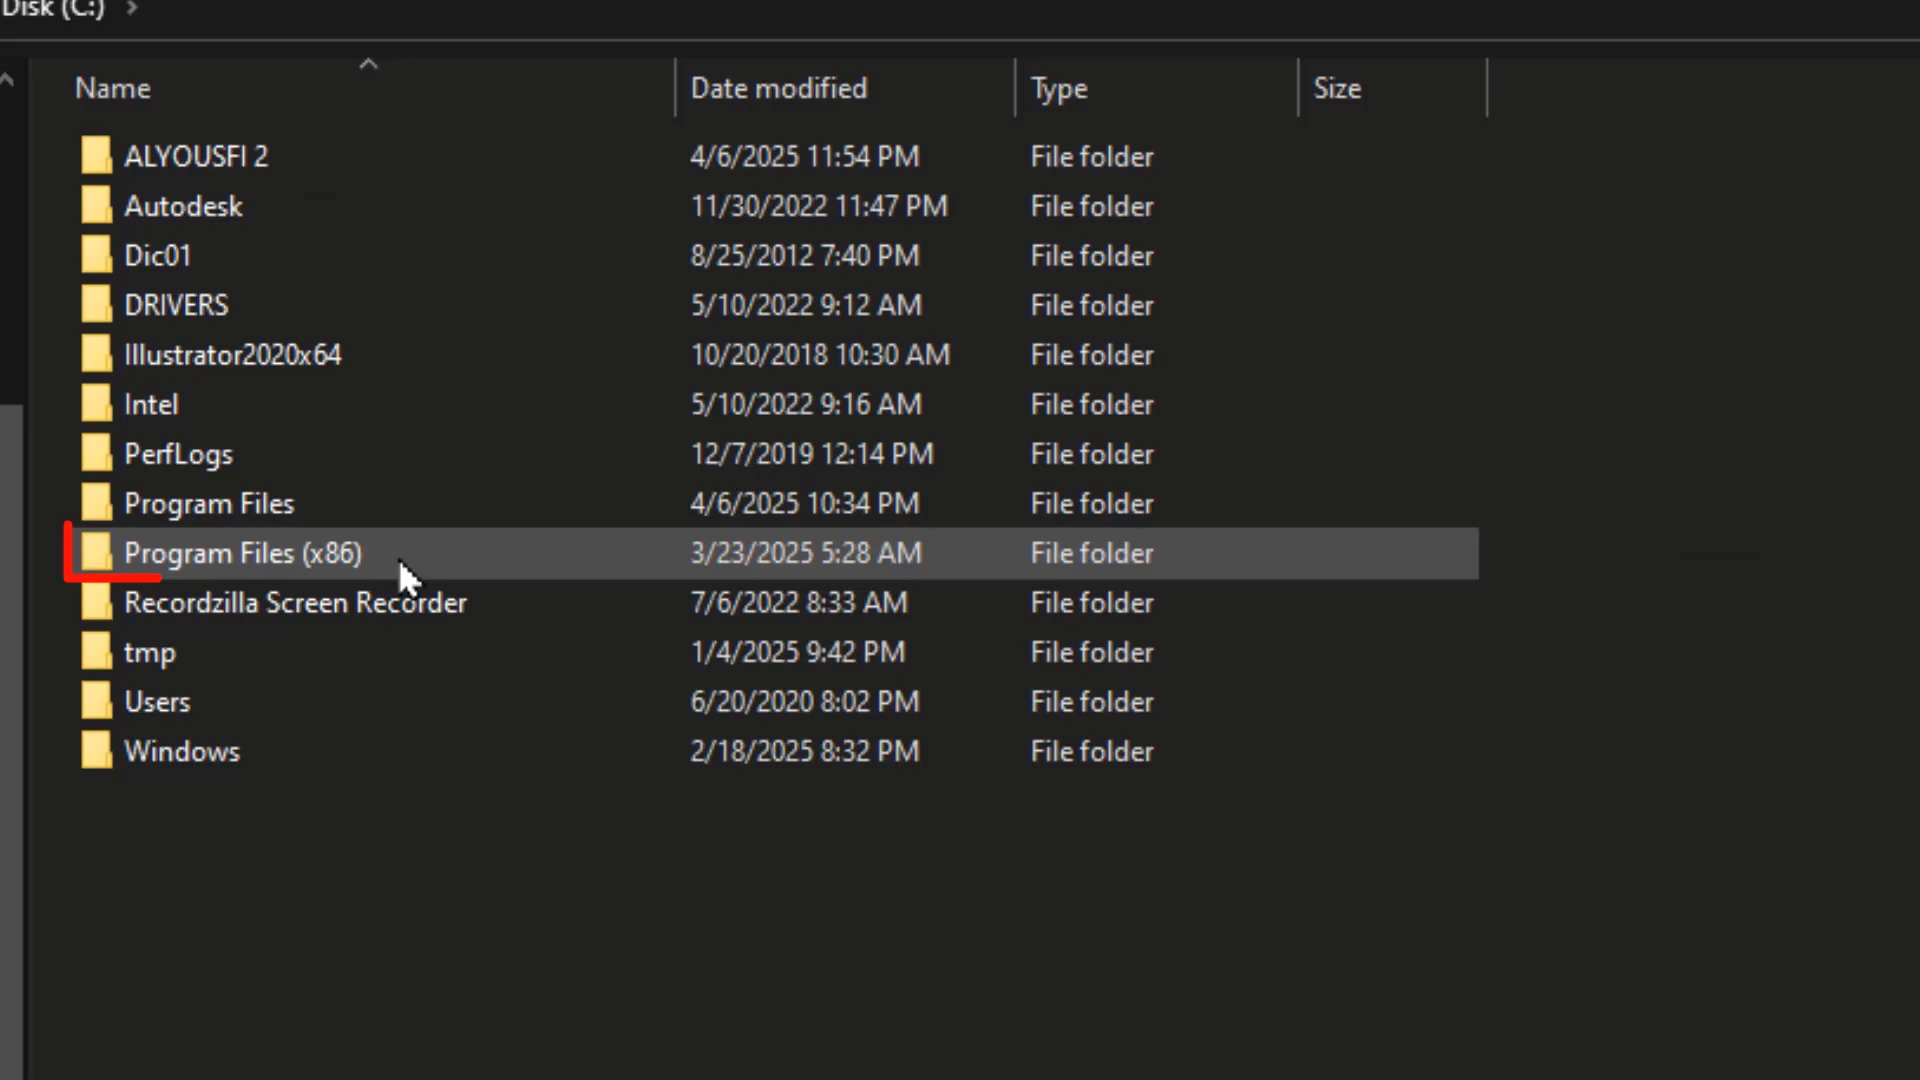 Disk (C:)
Name Date modified Type Size
ALYOUSFI 2 4/6/2025 11:54 PM File folder
Autodesk 11/30/2022 11:47 PM File folder
Dic01 8/25/2012 7:40 PM File folder
DRIVERS 5/10/2022 9:12 AM File folder
Illustrator2020x64 10/20/2018 10:30 AM File folder
Intel 5/10/2022 9:16 AM File folder
PerfLogs 12/7/2019 12:14 PM File folder
Program Files 4/6/2025 10:34 PM File folder
Program Files (x86) 3/23/2025 5:28 AM File folder
Recordzilla Screen Recorder 7/6/2022 8:33 AM File folder
tmp 1/4/2025 9:42 PM File folder
Users 6/20/2020 8:02 PM File folder
Windows 2/18/2025 8:32 PM File folder